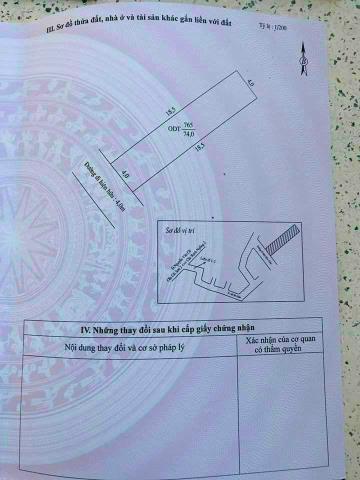 III. Sơ đồ thửa đất, nhà ở và tài sản khác gắn liền với đất
Tỷ lệ : 1/200
B
4,0
18,5
ODT 765
74,0
18,5
4,0
Đường đi hiện hữu : 4,0m
Sơ đồ vị trí
IV. Những thay đổi sau khi cấp giấy chứng nhận
Nội dung thay đổi và cơ sở pháp lý
Xác nhận của cơ quan
có thẩm quyền